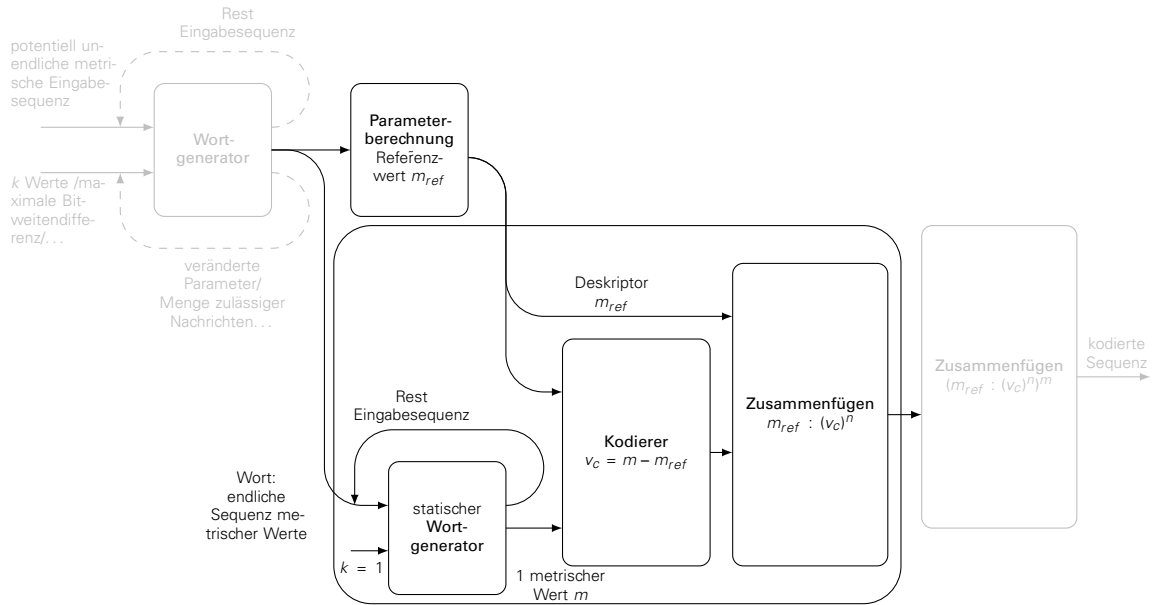 Rest
Eingabesequenz
potentiell un-
endliche metri-
sche Eingabe-
sequenz
Wort-
generator
k Werte /ma-
ximale Bit-
weitendiffe-
renz/...
veränderte
Parameter/
Menge zulässiger
Nachrichten...
Parameter-
berechnung
Referenz-
wert m_ref
Deskriptor
m_ref
Rest
Eingabesequenz
Wort:
endliche
Sequenz me-
trischer Werte
statischer
Wort-
generator
k = 1
1 metrischer
Wert m
Kodierer
v_c = m – m_ref
Zusammenfügen
m_ref : (v_c)^n
Zusammenfügen
(m_ref : (v_c)^n)^m
kodierte
Sequenz